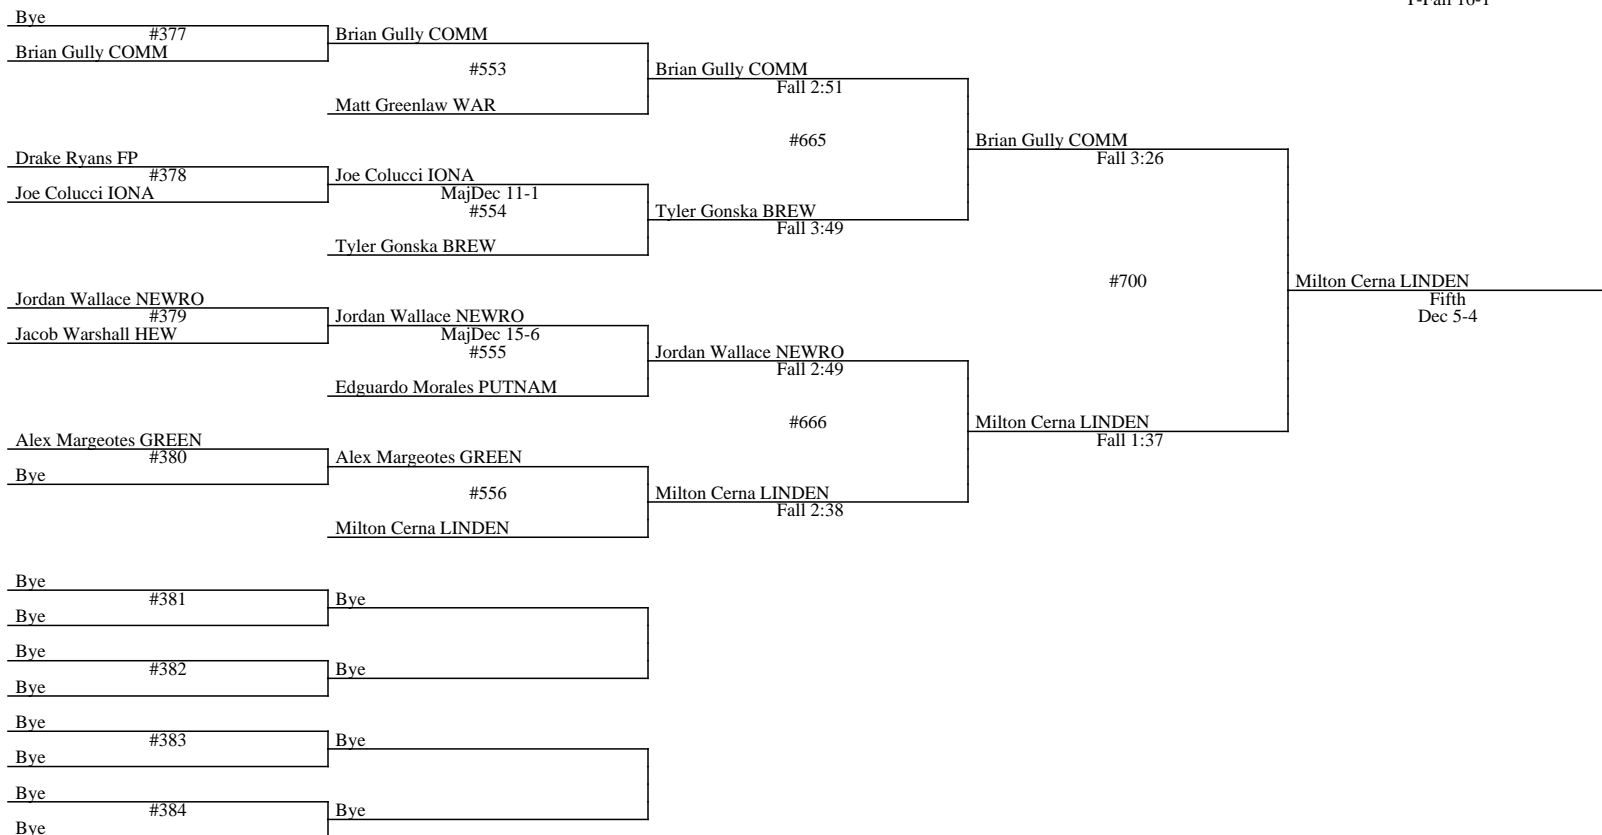 T-Fall 16-1
Bye
#377
Brian Gully COMM
Brian Gully COMM
#553
Matt Greenlaw WAR
Brian Gully COMM
Fall 2:51
#665
Brian Gully COMM
Fall 3:26
Drake Ryans FP
#378
Joe Colucci IONA
Joe Colucci IONA
MajDec 11-1
#554
Tyler Gonska BREW
Tyler Gonska BREW
Fall 3:49
#700
Milton Cerna LINDEN
Fifth
Dec 5-4
Jordan Wallace NEWRO
#379
Jacob Warshall HEW
Jordan Wallace NEWRO
MajDec 15-6
#555
Edguardo Morales PUTNAM
Jordan Wallace NEWRO
Fall 2:49
#666
Milton Cerna LINDEN
Fall 1:37
Alex Margeotes GREEN
#380
Bye
Alex Margeotes GREEN
#556
Milton Cerna LINDEN
Milton Cerna LINDEN
Fall 2:38
Bye
#381
Bye
Bye
Bye
#382
Bye
Bye
Bye
#383
Bye
Bye
Bye
#384
Bye
Bye